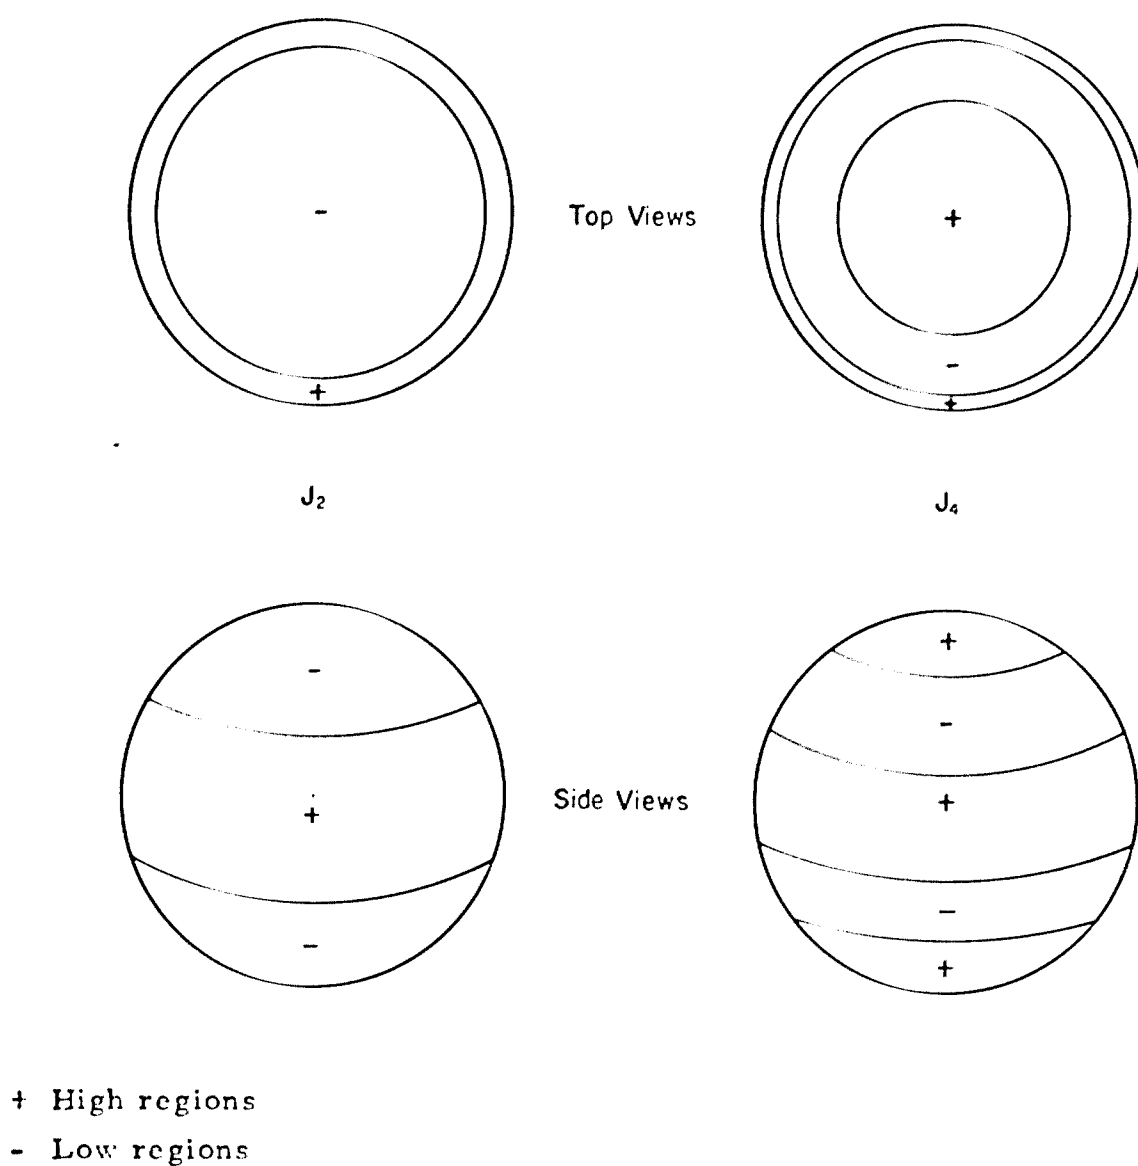 -
+
Top Views
+
-
+
J₂
J₄
-
+
-
Side Views
+
-
+
-
+
+ High regions
- Low regions